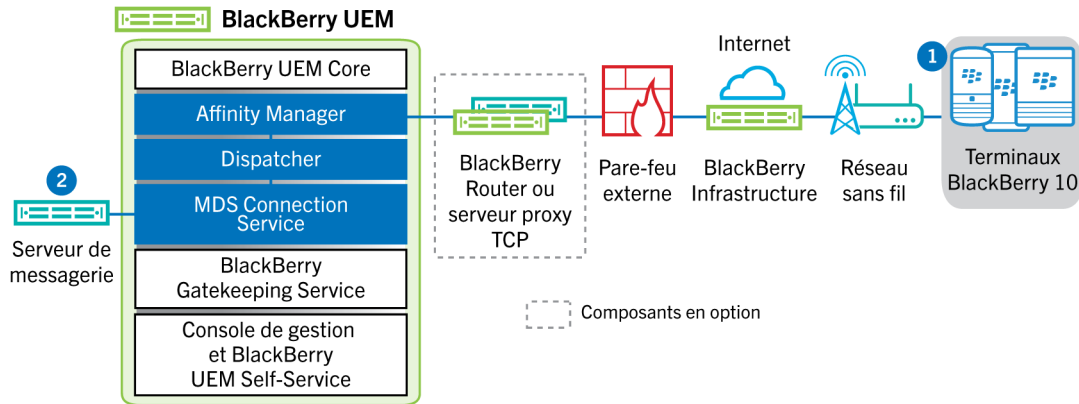 BlackBerry UEM
BlackBerry UEM Core
Affinity Manager
Dispatcher
MDS Connection
Service
BlackBerry
Gatekeeping Service
Console de gestion
et BlackBerry
UEM Self-Service
2
Serveur de
messagerie
BlackBerry
Router ou
serveur proxy
TCP
Pare-feu
externe
Internet
BlackBerry
Infrastructure
Réseau
sans fil
1
Terminaux
BlackBerry 10
Composants en option